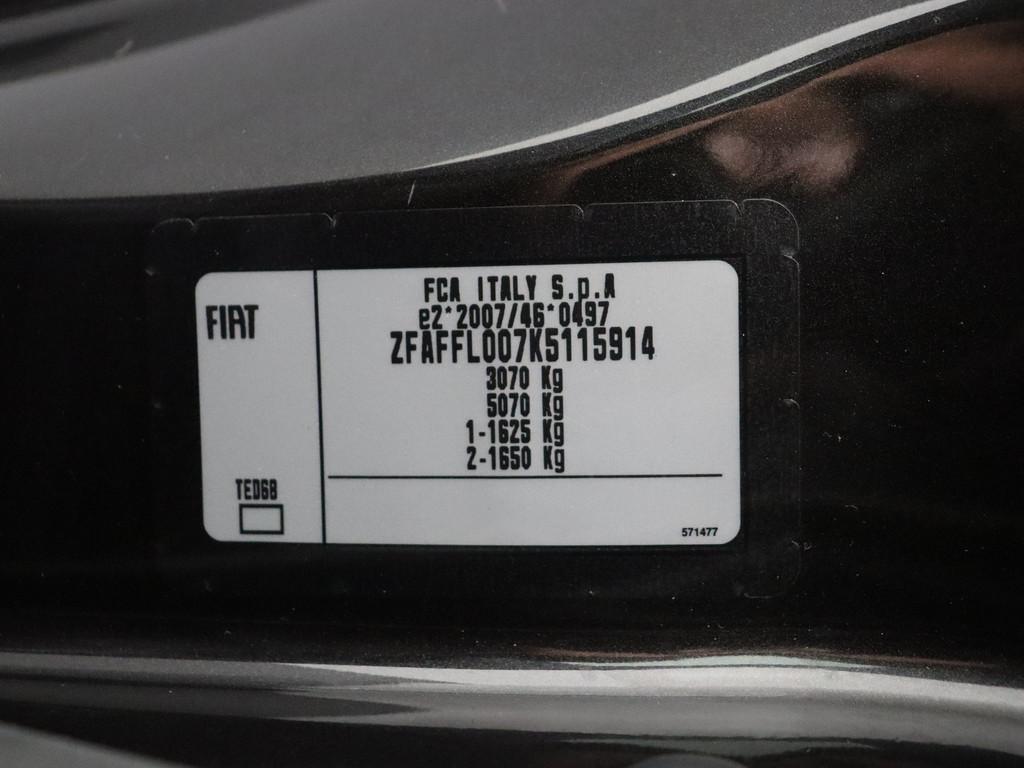 FIAT
FCA ITALY S.p.A
e2*2007/46*0497
ZFAFFL007K5115914
3070 Kg
5070 Kg
1-1625 Kg
2-1650 Kg
TED68
571477